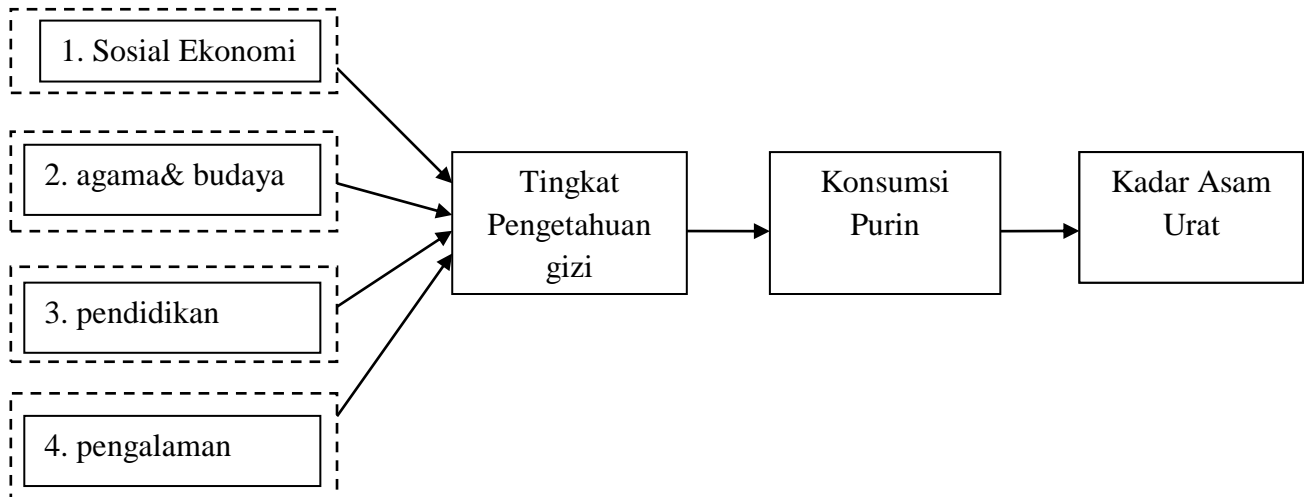 1. Sosial Ekonomi
2. agama& budaya
3. pendidikan
4. pengalaman
Tingkat
Pengetahuan
gizi
Konsumsi
Purin
Kadar Asam
Urat